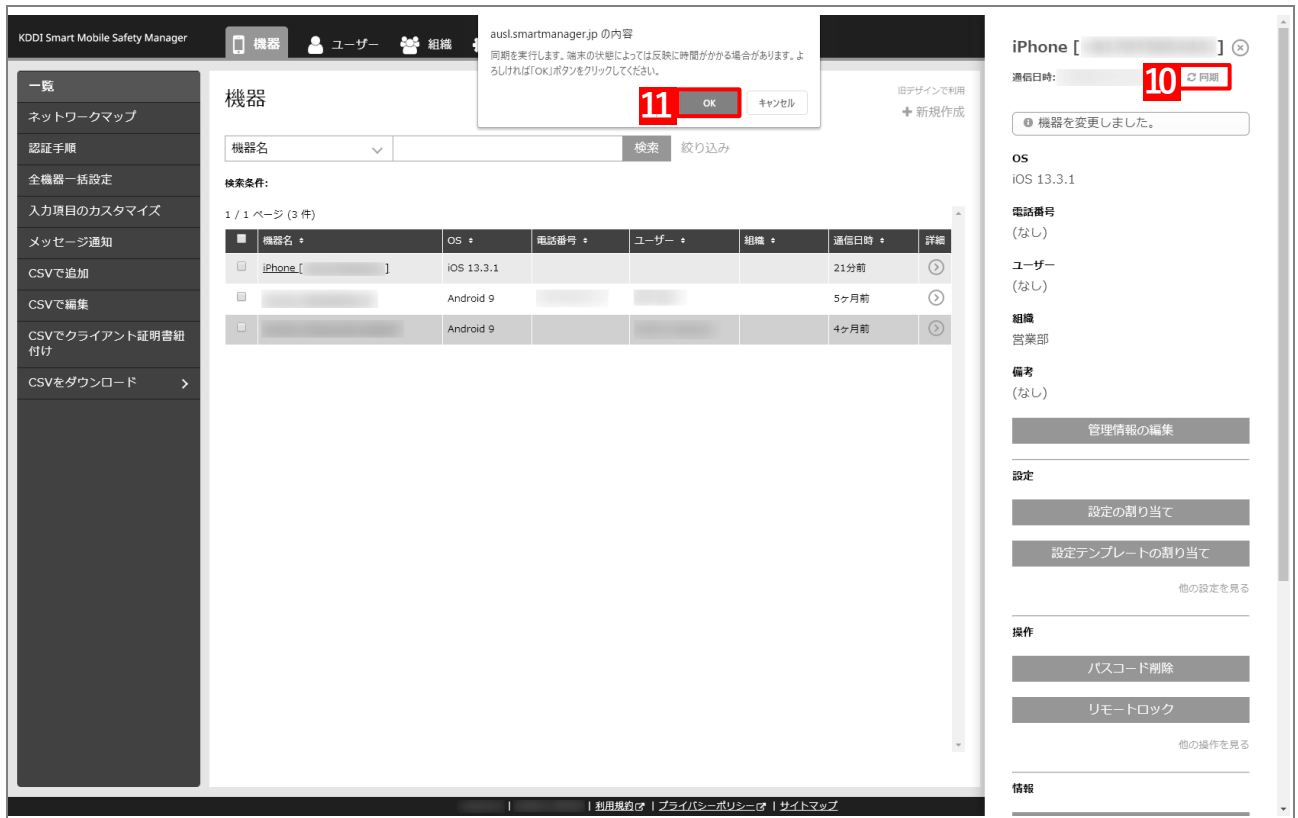 KDDI Smart Mobile Safety Manager
機器
ユーザー
組織
ausl.smartmanager.jp の内容
同期を実行します。端末の状態によっては反映に時間がかかる場合があります。よ
ろしければ「OK」ボタンをクリックしてください。
11
OK
キャンセル
一覧
ネットワークマップ
認証手順
全機器一括設定
入力項目のカスタマイズ
メッセージ通知
CSVで追加
CSVで編集
CSVでクライアント証明書紐
付け
CSVをダウンロード
機器
旧デザインで利用
新規作成
機器名
検索
絞り込み
検索条件:
1 / 1 ページ (3 件)
機器名 OS 電話番号 ユーザー 組織 通信日時 詳細
iPhone [ ] iOS 13.3.1 21分前
Android 9 5ヶ月前
Android 9 4ヶ月前
iPhone [ ]
通信日時:
10
同期
機器を変更しました。
OS
iOS 13.3.1
電話番号
(なし)
ユーザー
(なし)
組織
営業部
備考
(なし)
管理情報の編集
設定
設定の割り当て
設定テンプレートの割り当て
他の設定を見る
操作
パスコード削除
リモートロック
他の操作を見る
情報
| | 利用規約 | プライバシーポリシー | サイトマップ